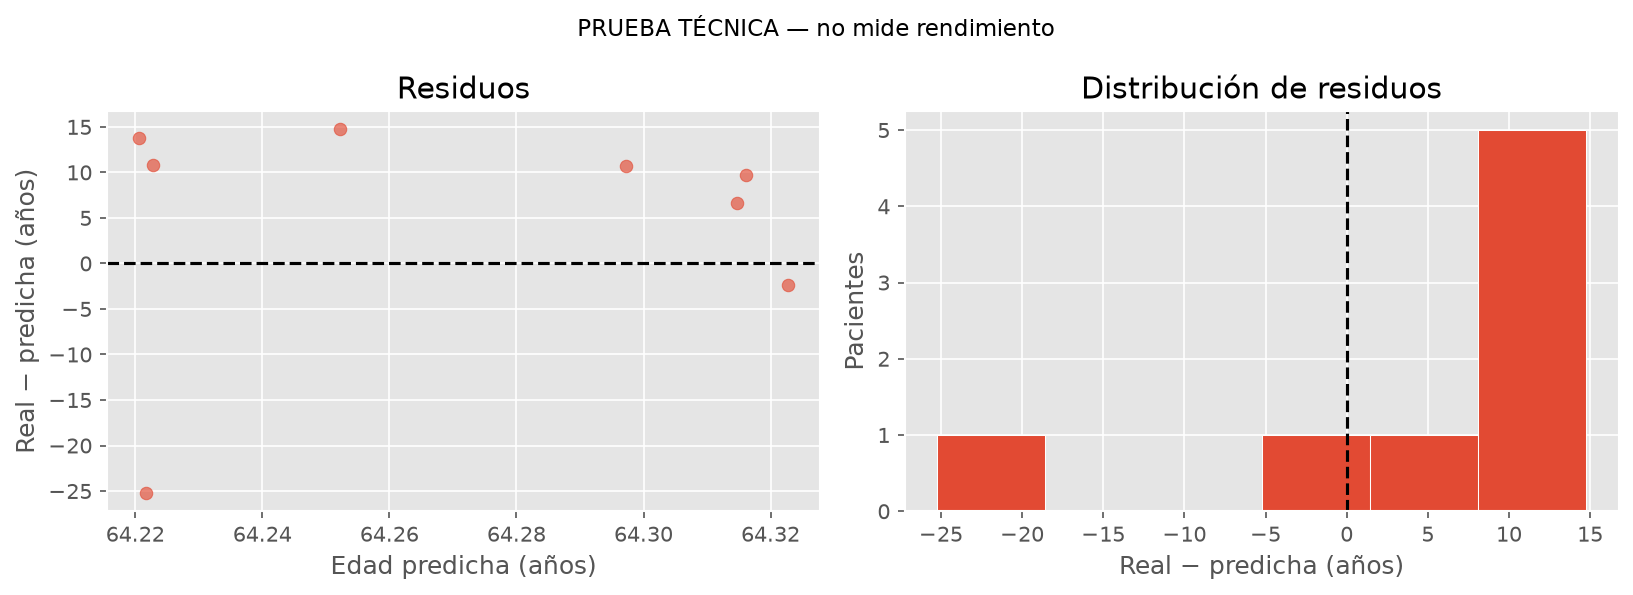 PRUEBA TÉCNICA — no mide rendimiento
Residuos
Real − predicha (años)
15
10
5
0
−5
−10
−15
−20
−25
64.22 64.24 64.26 64.28 64.30 64.32
Edad predicha (años)
Distribución de residuos
Pacientes
5
4
3
2
1
0
−25 −20 −15 −10 −5 0 5 10 15
Real − predicha (años)